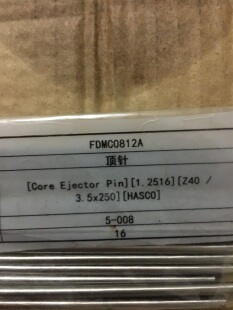 FDMC0812A
顶针
[Core Ejector Pin][1.2516][Z40 /
3.5x250][HASCO]
5-008
16